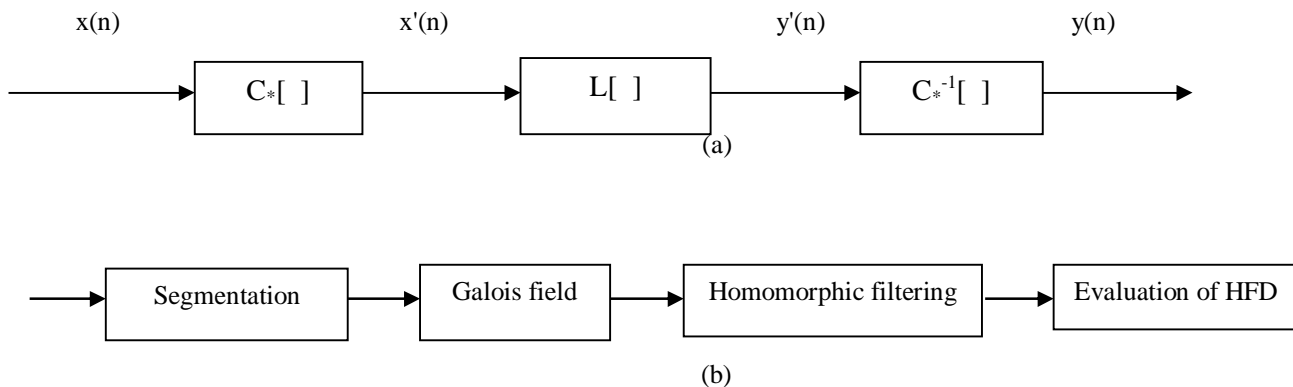 x(n) x'(n) y'(n) y(n)
C*[ ] L[ ] C*⁻¹[ ]
(a)
Segmentation Galois field Homomorphic filtering Evaluation of HFD
(b)